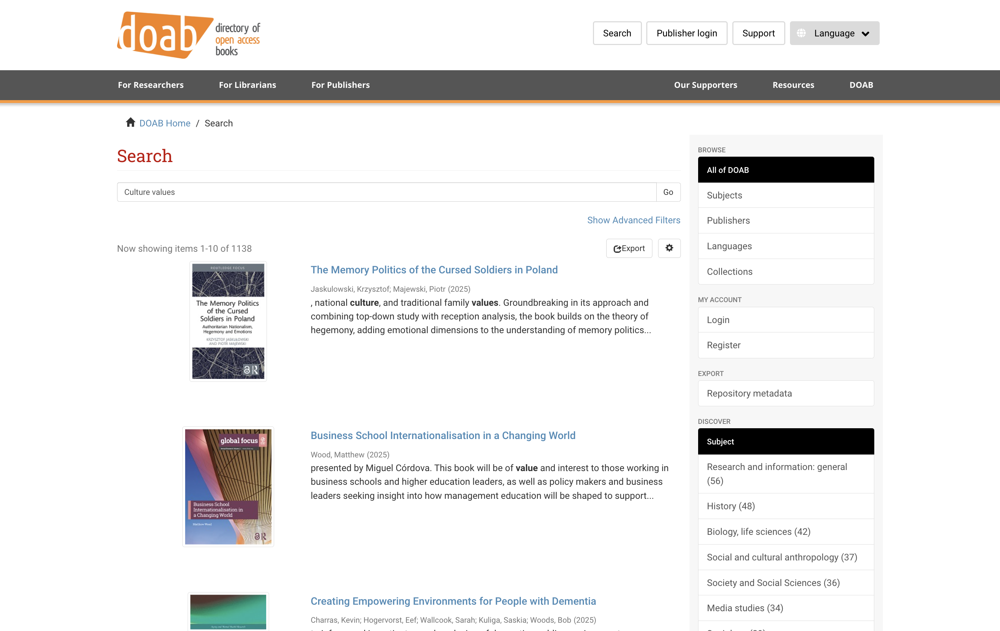 doab directory of
open access
books
Search
Publisher login
Support
Language
For Researchers
For Librarians
For Publishers
Our Supporters
Resources
DOAB
DOAB Home / Search
Search
Culture values
Go
Show Advanced Filters
Now showing items 1-10 of 1138
Export
ROUTLEDGE FOCUS
The Memory Politics
of the Cursed
Soldiers in Poland
Authoritarian Nationalism,
Hegemony and Emotions
KRZYSZTOF JASKUŁOWSKI
AND PIOTR MAJEWSKI
The Memory Politics of the Cursed Soldiers in Poland
Jaskulowski, Krzysztof; Majewski, Piotr (2025)
, national culture, and traditional family values. Groundbreaking in its approach and
combining top-down study with reception analysis, the book builds on the theory of
hegemony, adding emotional dimensions to the understanding of memory politics...
global focus
Business School
Internationalisation in
a Changing World
Matthew Wood
Business School Internationalisation in a Changing World
Wood, Matthew (2025)
presented by Miguel Córdova. This book will be of value and interest to those working in
business schools and higher education leaders, as well as policy makers and business
leaders seeking insight into how management education will be shaped to support...
Aging and Mental Health Research
Creating Empowering Environments for People with Dementia
Charras, Kevin; Hogervorst, Eef; Wallcook, Sarah; Kuliga, Saskia; Woods, Bob (2025)
BROWSE
All of DOAB
Subjects
Publishers
Languages
Collections
MY ACCOUNT
Login
Register
EXPORT
Repository metadata
DISCOVER
Subject
Research and information: general
(56)
History (48)
Biology, life sciences (42)
Social and cultural anthropology (37)
Society and Social Sciences (36)
Media studies (34)